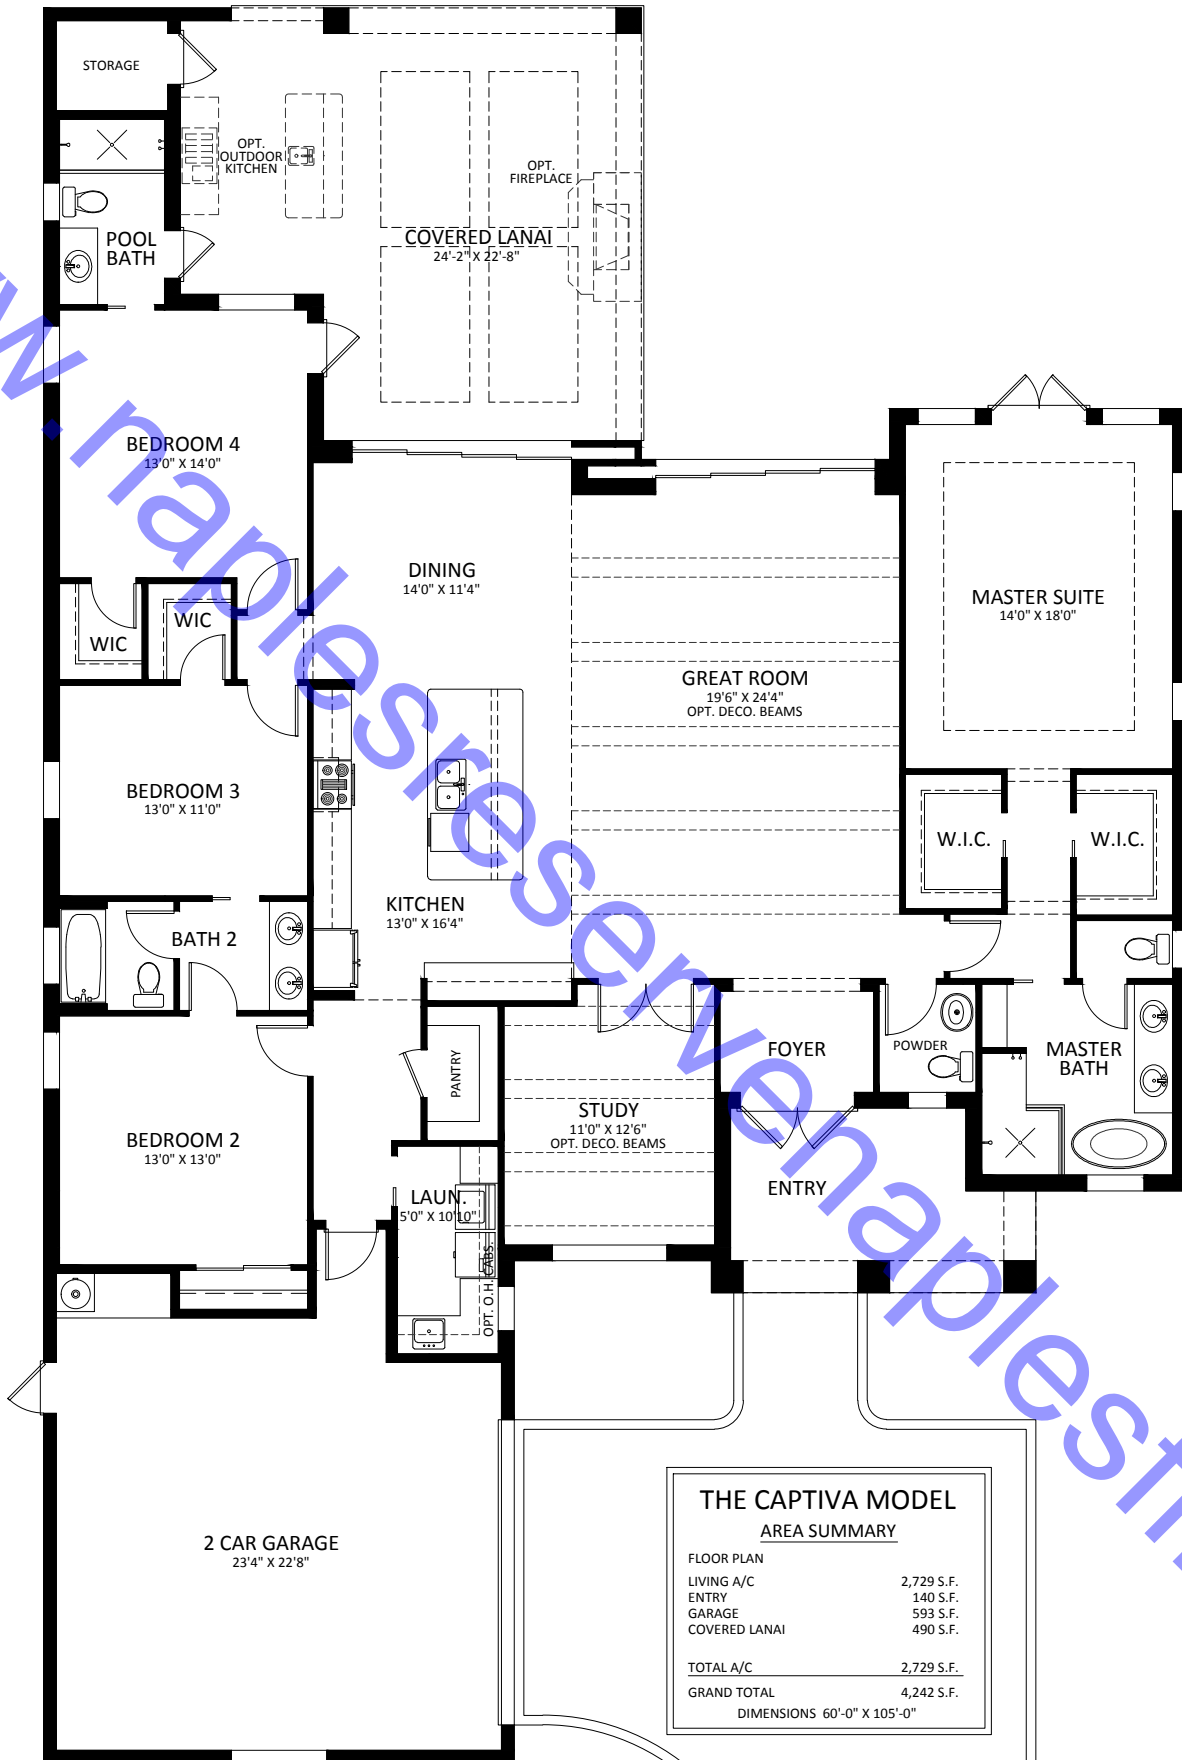 STORAGE
OPT.
OUTDOOR
KITCHEN
OPT.
FIREPLACE
POOL
BATH
COVERED LANAI
24'-2" X 22'-8"
BEDROOM 4
13'0" X 14'0"
DINING
14'0" X 11'4"
MASTER SUITE
14'0" X 18'0"
WIC
WIC
GREAT ROOM
19'6" X 24'4"
OPT. DECO. BEAMS
BEDROOM 3
13'0" X 11'0"
W.I.C.
W.I.C.
KITCHEN
13'0" X 16'4"
BATH 2
FOYER
POWDER
MASTER
BATH
PANTRY
STUDY
11'0" X 12'6"
OPT. DECO. BEAMS
BEDROOM 2
13'0" X 13'0"
ENTRY
LAUN.
5'0" X 10'10"
OPT. O.H. CABS.
2 CAR GARAGE
23'4" X 22'8"
THE CAPTIVA MODEL
AREA SUMMARY
FLOOR PLAN
LIVING A/C 2,729 S.F.
ENTRY 140 S.F.
GARAGE 593 S.F.
COVERED LANAI 490 S.F.
TOTAL A/C 2,729 S.F.
GRAND TOTAL 4,242 S.F.
DIMENSIONS 60'-0" X 105'-0"